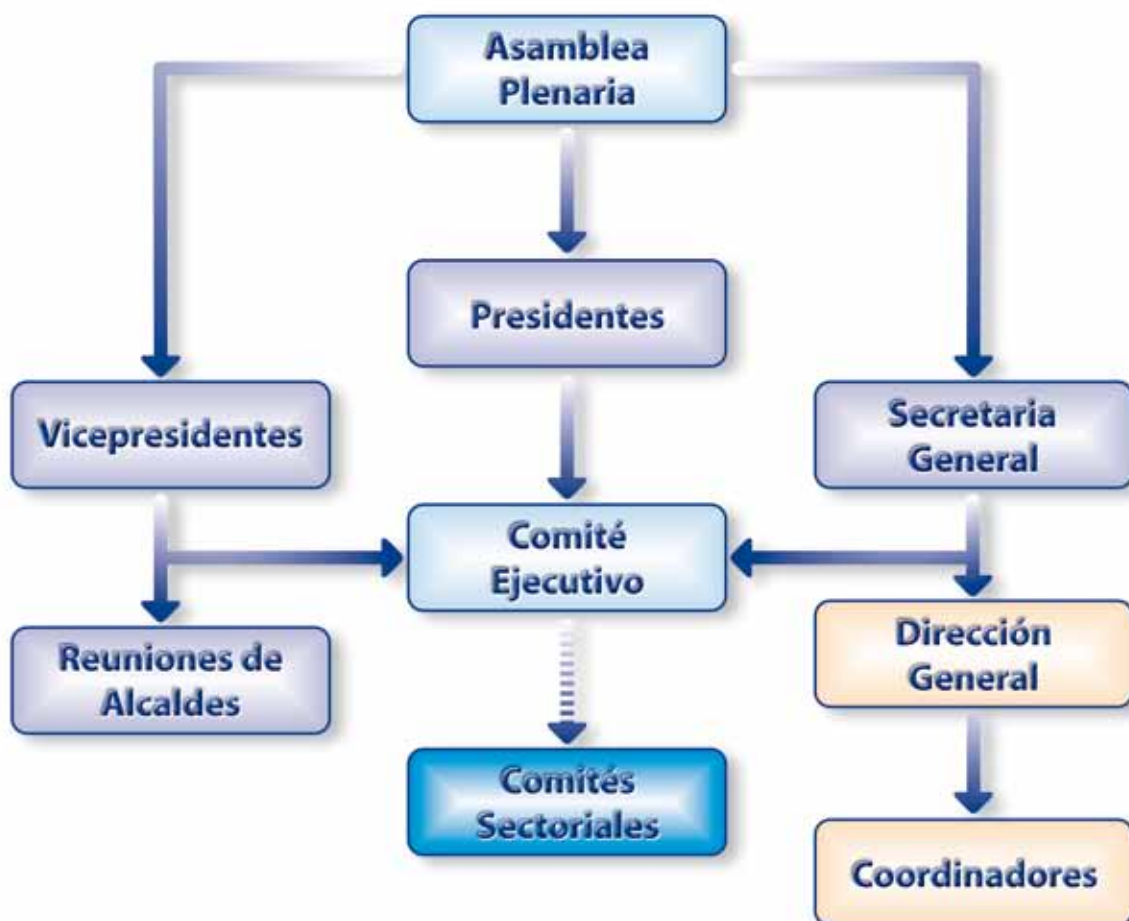 Asamblea
Plenaria
Presidentes
Vicepresidentes
Secretaria
General
Comité
Ejecutivo
Reuniones de
Alcaldes
Dirección
General
Comités
Sectoriales
Coordinadores